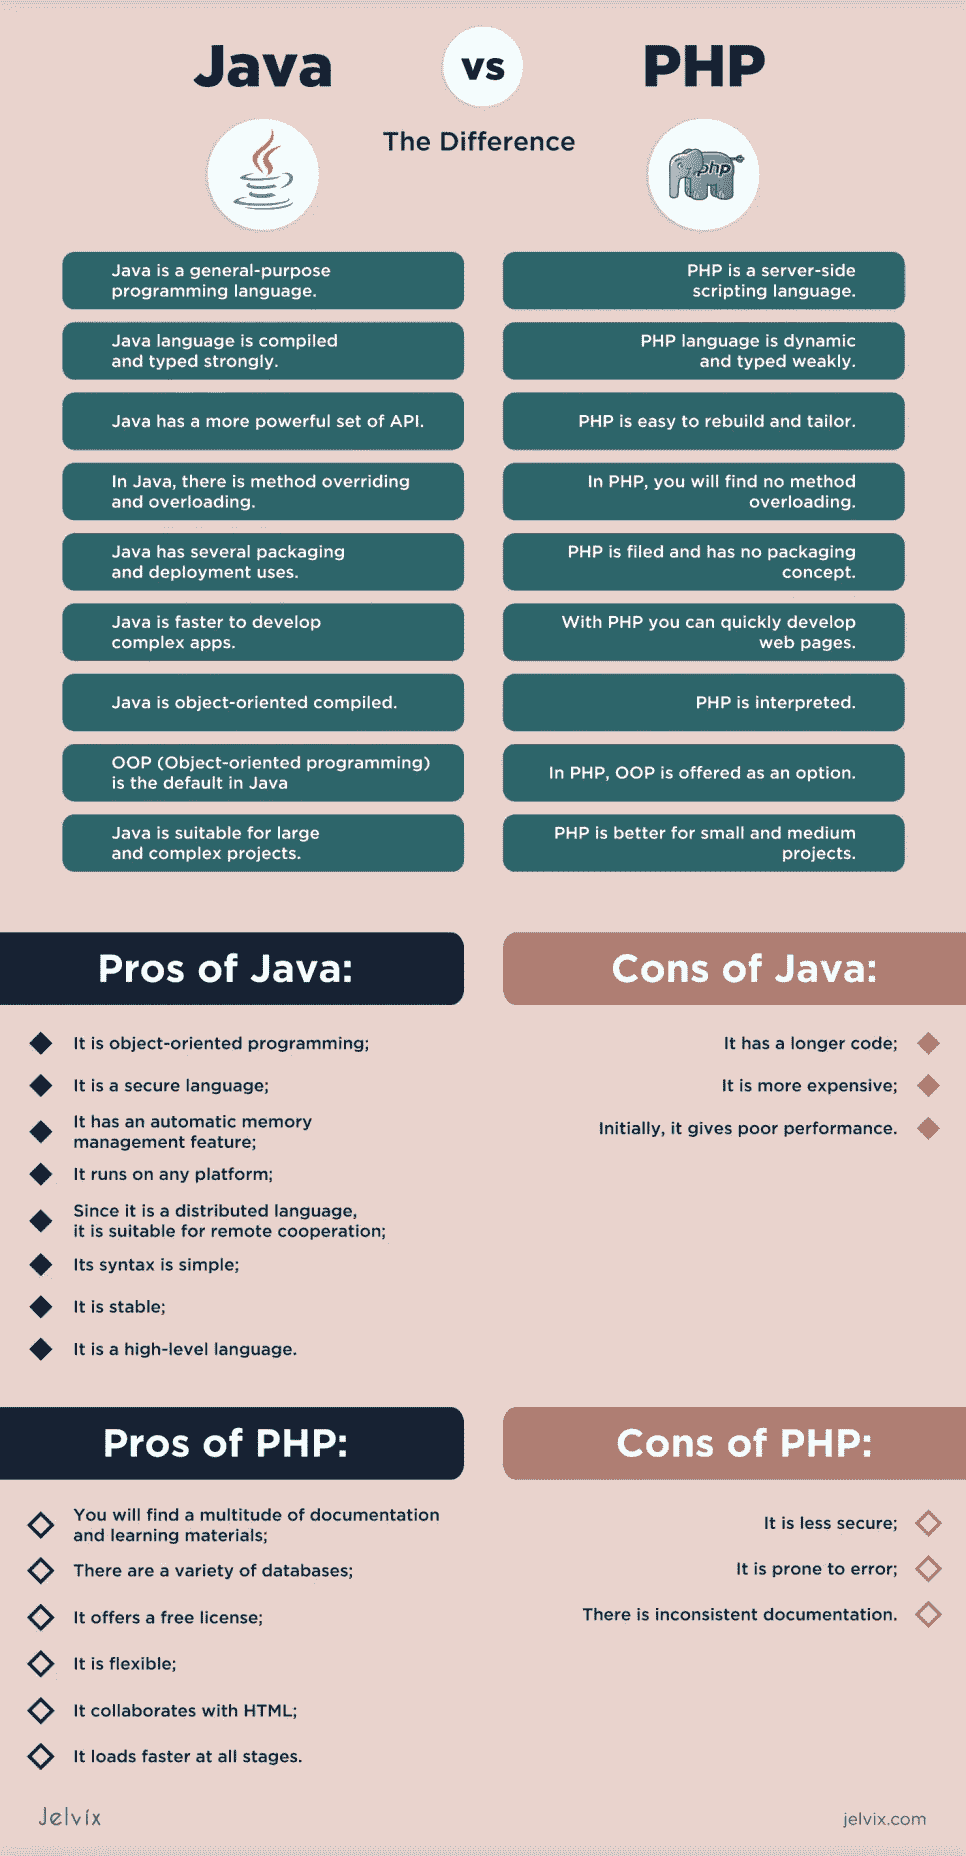 Java
vs
PHP
The Difference
php
Java is a general-purpose
programming language.
PHP is a server-side
scripting language.
Java language is compiled
and typed strongly.
PHP language is dynamic
and typed weakly.
Java has a more powerful set of API.
PHP is easy to rebuild and tailor.
In Java, there is method overriding
and overloading.
In PHP, you will find no method
overloading.
Java has several packaging
and deployment uses.
PHP is filed and has no packaging
concept.
Java is faster to develop
complex apps.
With PHP you can quickly develop
web pages.
Java is object-oriented compiled.
PHP is interpreted.
OOP (Object-oriented programming)
is the default in Java
In PHP, OOP is offered as an option.
Java is suitable for large
and complex projects.
PHP is better for small and medium
projects.
Pros of Java:
It is object-oriented programming;
It is a secure language;
It has an automatic memory
management feature;
It runs on any platform;
Since it is a distributed language,
it is suitable for remote cooperation;
Its syntax is simple;
It is stable;
It is a high-level language.
Cons of Java:
It has a longer code;
It is more expensive;
Initially, it gives poor performance.
Pros of PHP:
You will find a multitude of documentation
and learning materials;
There are a variety of databases;
It offers a free license;
It is flexible;
It collaborates with HTML;
It loads faster at all stages.
Cons of PHP:
It is less secure;
It is prone to error;
There is inconsistent documentation.
Jelvix
jelvix.com